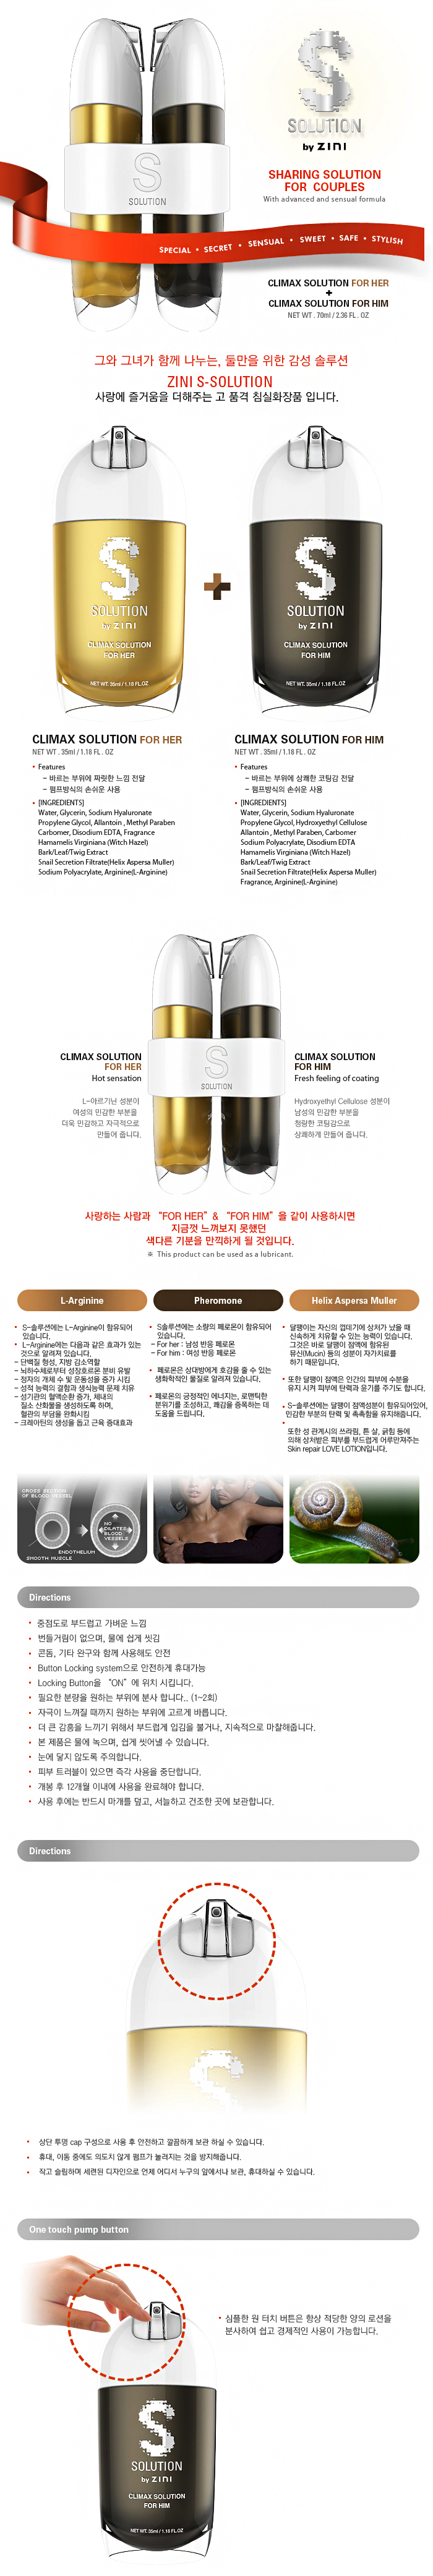 S
SOLUTION
by ZINI
S
SOLUTION
SHARING SOLUTION
FOR COUPLES
With advanced and sensual formula
SPECIAL • SECRET • SENSUAL • SWEET • SAFE • STYLISH
CLIMAX SOLUTION FOR HER
+
CLIMAX SOLUTION FOR HIM
NET WT . 70ml / 2.36 FL . OZ
그와 그녀가 함께 나누는, 둘만을 위한 감성 솔루션
ZINI S-SOLUTION
사랑에 즐거움을 더해주는 고 품격 침실화장품 입니다.
S
SOLUTION
by ZINI
CLIMAX SOLUTION
FOR HER
NET WT. 35ml / 1.18 FL.OZ
+
S
SOLUTION
by ZINI
CLIMAX SOLUTION
FOR HIM
NET WT. 35ml / 1.18 FL.OZ
CLIMAX SOLUTION FOR HER
NET WT . 35ml / 1.18 FL . OZ
• Features
– 바르는 부위에 짜릿한 느낌 전달
– 펌프방식의 손쉬운 사용
• [INGREDIENTS]
Water, Glycerin, Sodium Hyaluronate
Propylene Glycol, Allantoin , Methyl Paraben
Carbomer, Disodium EDTA, Fragrance
Hamamelis Virginiana (Witch Hazel)
Bark/Leaf/Twig Extract
Snail Secretion Filtrate(Helix Aspersa Muller)
Sodium Polyacrylate, Arginine(L-Arginine)
CLIMAX SOLUTION FOR HIM
NET WT . 35ml / 1.18 FL . OZ
• Features
– 바르는 부위에 상쾌한 코팅감 전달
– 펌프방식의 손쉬운 사용
• [INGREDIENTS]
Water, Glycerin, Sodium Hyaluronate
Propylene Glycol, Hydroxyethyl Cellulose
Allantoin , Methyl Paraben, Carbomer
Sodium Polyacrylate, Disodium EDTA
Hamamelis Virginiana (Witch Hazel)
Bark/Leaf/Twig Extract
Snail Secretion Filtrate(Helix Aspersa Muller)
Fragrance, Arginine(L-Arginine)
CLIMAX SOLUTION
FOR HER
Hot sensation
L-아르기닌 성분이
여성의 민감한 부분을
더욱 민감하고 자극적으로
만들어 줍니다.
S
SOLUTION
CLIMAX SOLUTION
FOR HIM
Fresh feeling of coating
Hydroxyethyl Cellulose 성분이
남성의 민감한 부분을
청량한 코팅감으로
상쾌하게 만들어 줍니다.
사랑하는 사람과 “FOR HER” & “FOR HIM” 을 같이 사용하시면
지금껏 느껴보지 못했던
색다른 기분을 만끽하게 될 것입니다.
※ This product can be used as a lubricant.
L-Arginine
• S-솔루션에는 L-Arginine이 함유되어
있습니다.
• L-Arginine에는 다음과 같은 효과가 있는
것으로 알려져 있습니다.
– 단백질 형성, 지방 감소역할
– 뇌하수체로부터 성장호르몬 분비 유발
– 정자의 개체 수 및 운동성을 증가 시킴
– 성적 능력의 결함과 생식능력 문제 치유
– 성기관의 혈액순환 증가, 체내의
질소 산화물을 생성하도록 하며,
혈관의 부담을 완화시킴
– 크레아틴의 생성을 돕고 근육 증대효과
Pheromone
• S솔루션에는 소량의 페로몬이 함유되어
있습니다.
– For her : 남성 반응 페로몬
– For him : 여성 반응 페로몬
• 페로몬은 상대방에게 호감을 줄 수 있는
생화학적인 물질로 알려져 있습니다.
• 페로몬의 긍정적인 에너지는, 로맨틱한
분위기를 조성하고, 쾌감을 증폭하는 데
도움을 드립니다.
Helix Aspersa Muller
• 달팽이는 자신의 껍데기에 상처가 났을 때
신속하게 치유할 수 있는 능력이 있습니다.
그것은 바로 달팽이 점액에 함유된
뮤신(Mucin) 등의 성분이 자가치료를
하기 때문입니다.
• 또한 달팽이 점액은 인간의 피부에 수분을
유지 시켜 피부에 탄력과 윤기를 주기도 합니다.
• S-솔루션에는 달팽이 점액성분이 함유되어있어,
민감한 부분의 탄력 및 촉촉함을 유지해줍니다.
•
또한 성 관계시의 쓰라림, 튼 살, 긁힘 등에
의해 상처받은 피부를 부드럽게 어루만져주는
Skin repair LOVE LOTION입니다.
CROSS SECTION
OF BLOOD VESSEL
NO
DILATES
BLOOD
VESSELS
ENDOTHELIUM
SMOOTH MUSCLE
Directions
• 중점도로 부드럽고 가벼운 느낌
• 번들거림이 없으며, 물에 쉽게 씻김
• 콘돔, 기타 완구와 함께 사용해도 안전
• Button Locking system으로 안전하게 휴대가능
• Locking Button을 “ON” 에 위치 시킵니다.
• 필요한 분량을 원하는 부위에 분사 합니다.. (1~2회)
• 자극이 느껴질 때까지 원하는 부위에 고르게 바릅니다.
• 더 큰 감흥을 느끼기 위해서 부드럽게 입김을 불거나, 지속적으로 마찰해줍니다.
• 본 제품은 물에 녹으며, 쉽게 씻어낼 수 있습니다.
• 눈에 닿지 않도록 주의합니다.
• 피부 트러블이 있으면 즉각 사용을 중단합니다.
• 개봉 후 12개월 이내에 사용을 완료해야 합니다.
• 사용 후에는 반드시 마개를 덮고, 서늘하고 건조한 곳에 보관합니다.
Directions
• 상단 투명 cap 구성으로 사용 후 안전하고 깔끔하게 보관 하실 수 있습니다.
• 휴대, 이동 중에도 의도치 않게 펌프가 눌려지는 것을 방지해줍니다.
• 작고 슬림하며 세련된 디자인으로 언제 어디서 누구의 앞에서나 보관, 휴대하실 수 있습니다.
One touch pump button
• 심플한 원 터치 버튼은 항상 적당한 양의 로션을
분사하여 쉽고 경제적인 사용이 가능합니다.
S
SOLUTION
by ZINI
CLIMAX SOLUTION
FOR HIM
NET WT. 35ml / 1.18 FL.OZ